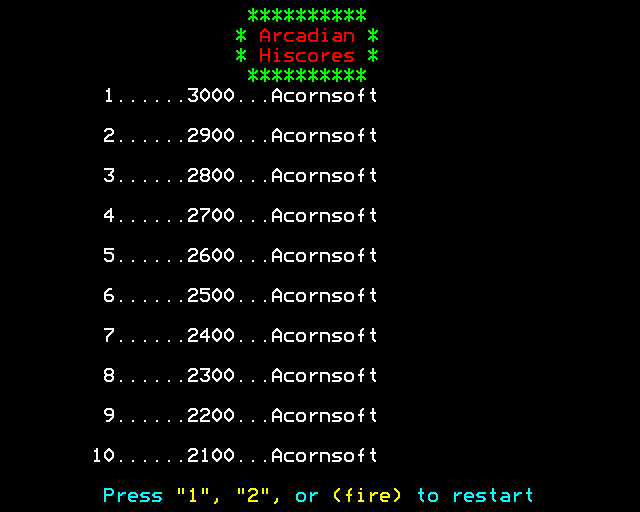 **********
* Arcadian *
* Hiscores *
**********
1......3000...Acornsoft
2......2900...Acornsoft
3......2800...Acornsoft
4......2700...Acornsoft
5......2600...Acornsoft
6......2500...Acornsoft
7......2400...Acornsoft
8......2300...Acornsoft
9......2200...Acornsoft
10......2100...Acornsoft
Press "1", "2", or (fire) to restart